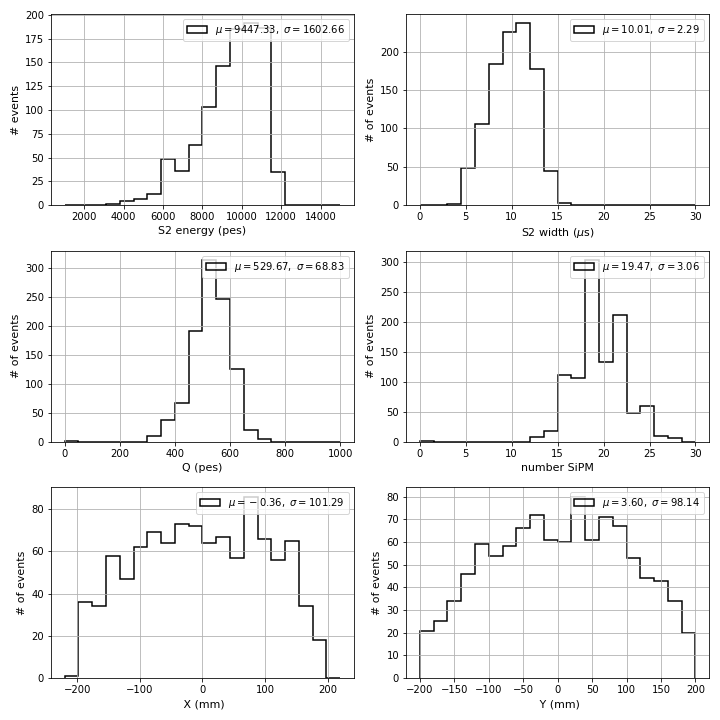 200
175
150
125
100
75
50
25
0
# events
μ = 9447.33, σ = 1602.66
2000 4000 6000 8000 10000 12000 14000
S2 energy (pes)
200
150
100
50
0
# of events
μ = 10.01, σ = 2.29
0 5 10 15 20 25 30
S2 width (μs)
300
250
200
150
100
50
0
# of events
μ = 529.67, σ = 68.83
0 200 400 600 800 1000
Q (pes)
300
250
200
150
100
50
0
# of events
μ = 19.47, σ = 3.06
0 5 10 15 20 25 30
number SiPM
80
60
40
20
0
# of events
μ = −0.36, σ = 101.29
−200 −100 0 100 200
X (mm)
80
70
60
50
40
30
20
10
0
# of events
μ = 3.60, σ = 98.14
−200 −150 −100 −50 0 50 100 150 200
Y (mm)